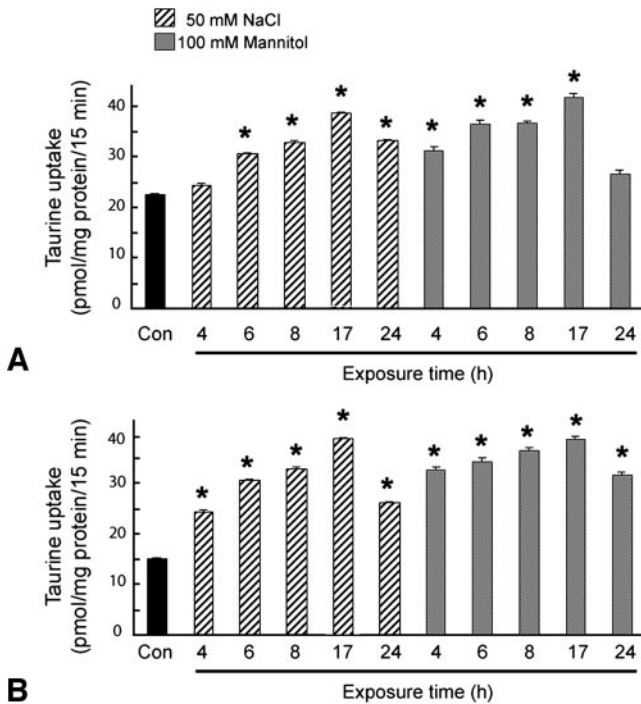 50 mM NaCl
100 mM Mannitol
Taurine uptake
(pmol/mg protein/15 min)
40
30
20
10
0
* * * * * * * *
Con 4 6 8 17 24 4 6 8 17 24
Exposure time (h)
A
Taurine uptake
(pmol/mg protein/15 min)
40
30
20
10
0
* * * * * * * * * *
Con 4 6 8 17 24 4 6 8 17 24
Exposure time (h)
B